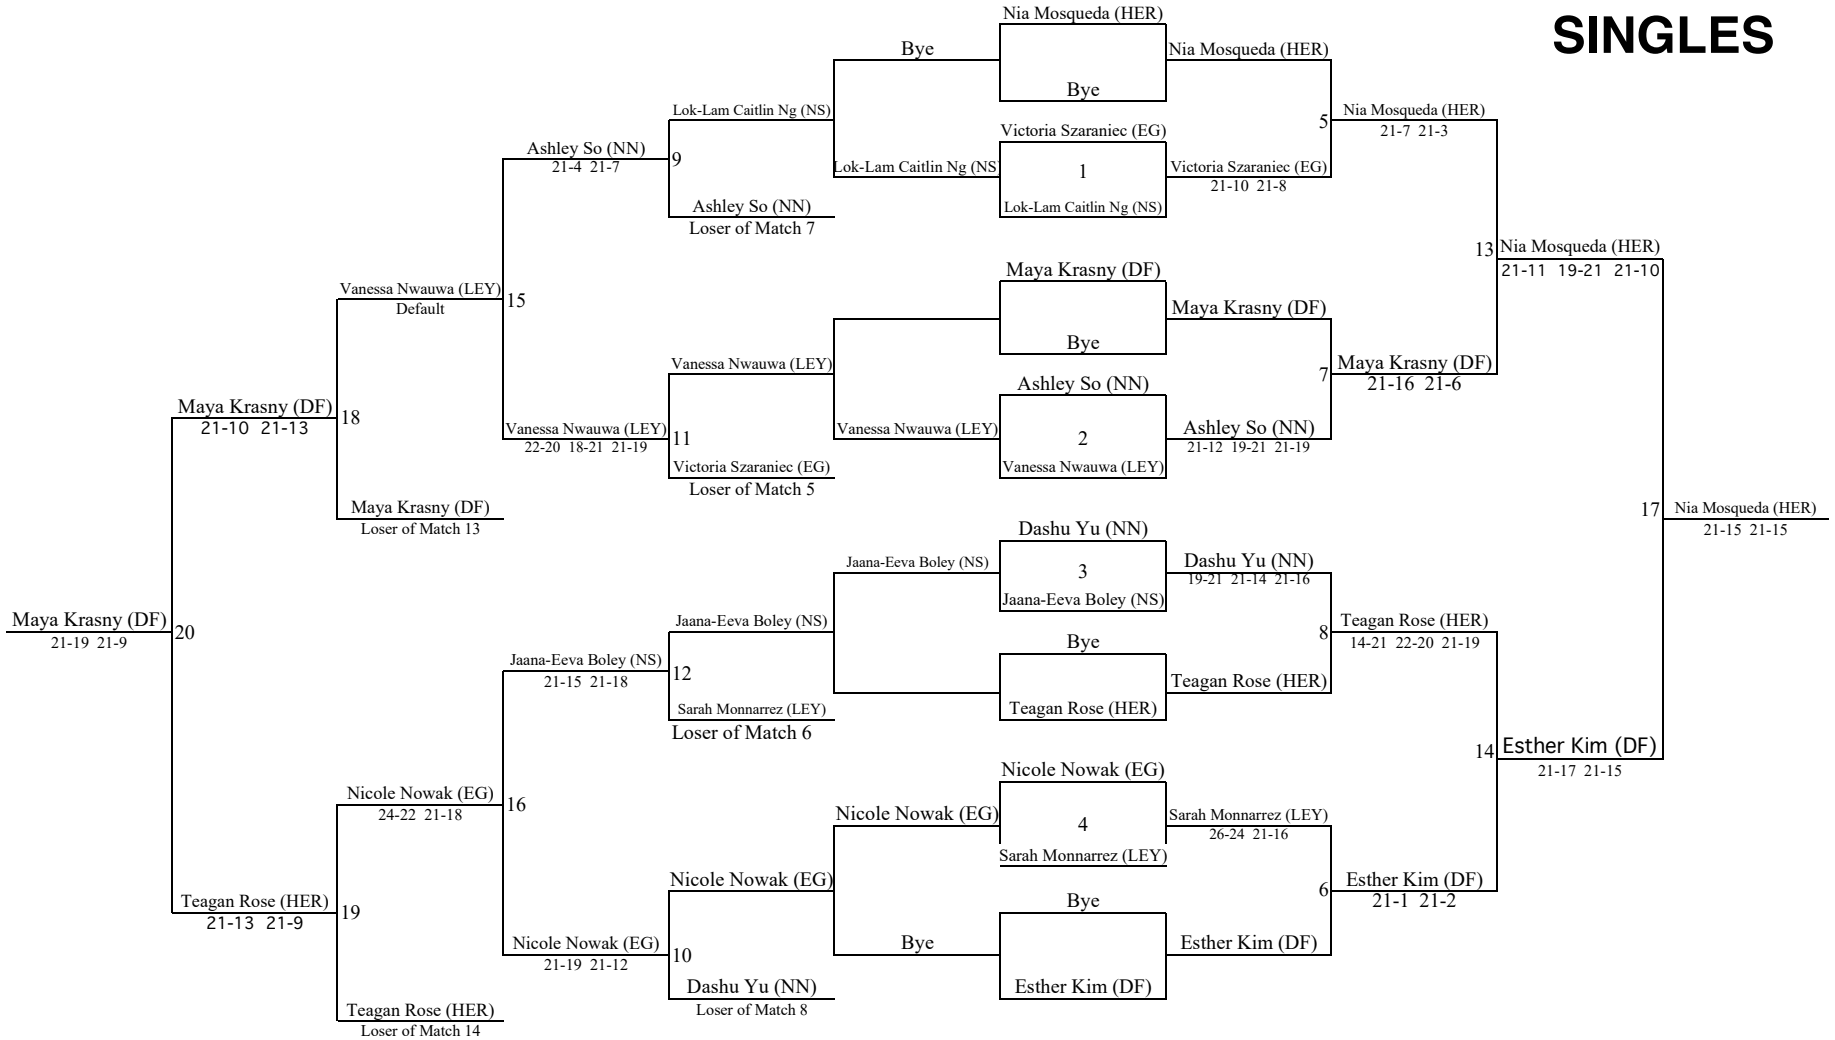 SINGLES
Nia Mosqueda (HER)
Bye
Nia Mosqueda (HER)
Bye
Lok-Lam Caitlin Ng (NS)
5
Nia Mosqueda (HER)
21-7 21-3
Victoria Szaraniec (EG)
Ashley So (NN)
21-4 21-7
9
Lok-Lam Caitlin Ng (NS)
1
Victoria Szaraniec (EG)
21-10 21-8
Ashley So (NN)
Loser of Match 7
Lok-Lam Caitlin Ng (NS)
13
Nia Mosqueda (HER)
21-11 19-21 21-10
Maya Krasny (DF)
Vanessa Nwauwa (LEY)
Default
15
Maya Krasny (DF)
Bye
Vanessa Nwauwa (LEY)
7
Maya Krasny (DF)
21-16 21-6
Ashley So (NN)
Maya Krasny (DF)
21-10 21-13
18
Vanessa Nwauwa (LEY)
22-20 18-21 21-19
11
Vanessa Nwauwa (LEY)
2
Ashley So (NN)
21-12 19-21 21-19
Victoria Szaraniec (EG)
Loser of Match 5
Vanessa Nwauwa (LEY)
Maya Krasny (DF)
Loser of Match 13
17
Nia Mosqueda (HER)
21-15 21-15
Dashu Yu (NN)
Jaana-Eeva Boley (NS)
3
Dashu Yu (NN)
19-21 21-14 21-16
Jaana-Eeva Boley (NS)
Maya Krasny (DF)
21-19 21-9
20
Jaana-Eeva Boley (NS)
Bye
8
Teagan Rose (HER)
14-21 22-20 21-19
Jaana-Eeva Boley (NS)
21-15 21-18
12
Teagan Rose (HER)
Sarah Monnarrez (LEY)
Loser of Match 6
Teagan Rose (HER)
14
Esther Kim (DF)
21-17 21-15
Nicole Nowak (EG)
Nicole Nowak (EG)
24-22 21-18
16
Nicole Nowak (EG)
4
Sarah Monnarrez (LEY)
26-24 21-16
Sarah Monnarrez (LEY)
Nicole Nowak (EG)
6
Esther Kim (DF)
21-1 21-2
Teagan Rose (HER)
21-13 21-9
19
Bye
Nicole Nowak (EG)
21-19 21-12
10
Bye
Esther Kim (DF)
Dashu Yu (NN)
Loser of Match 8
Esther Kim (DF)
Teagan Rose (HER)
Loser of Match 14